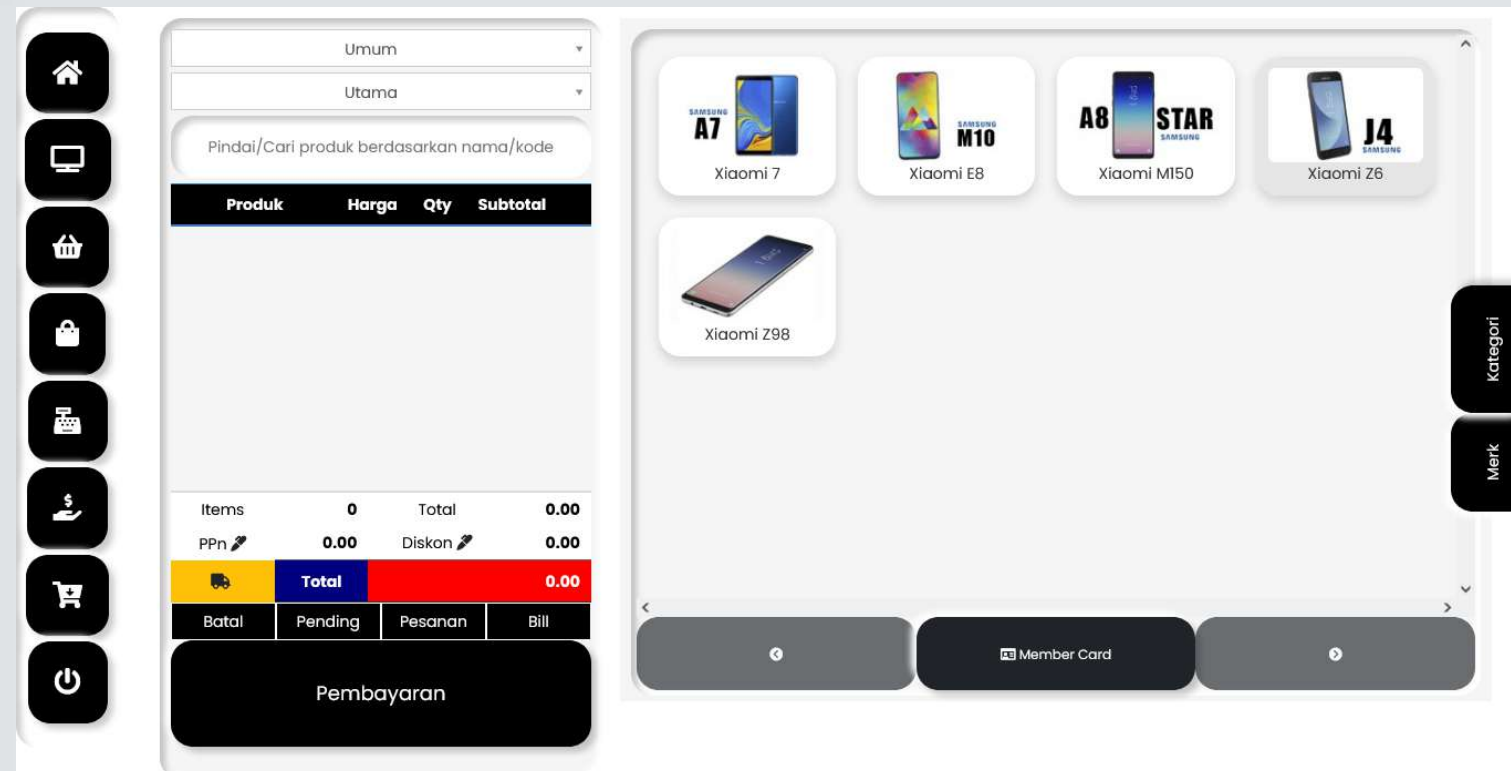 Umum
Utama
Pindai/Cari produk berdasarkan nama/kode
Produk Harga Qty Subtotal
Items 0 Total 0.00
PPn 0.00 Diskon 0.00
Total 0.00
Batal Pending Pesanan Bill
Pembayaran
SAMSUNG
A7
Xiaomi 7
SAMSUNG
M10
Xiaomi E8
A8 STAR
SAMSUNG
Xiaomi M150
J4
SAMSUNG
Xiaomi Z6
Xiaomi Z98
Member Card
Kategori
Merk